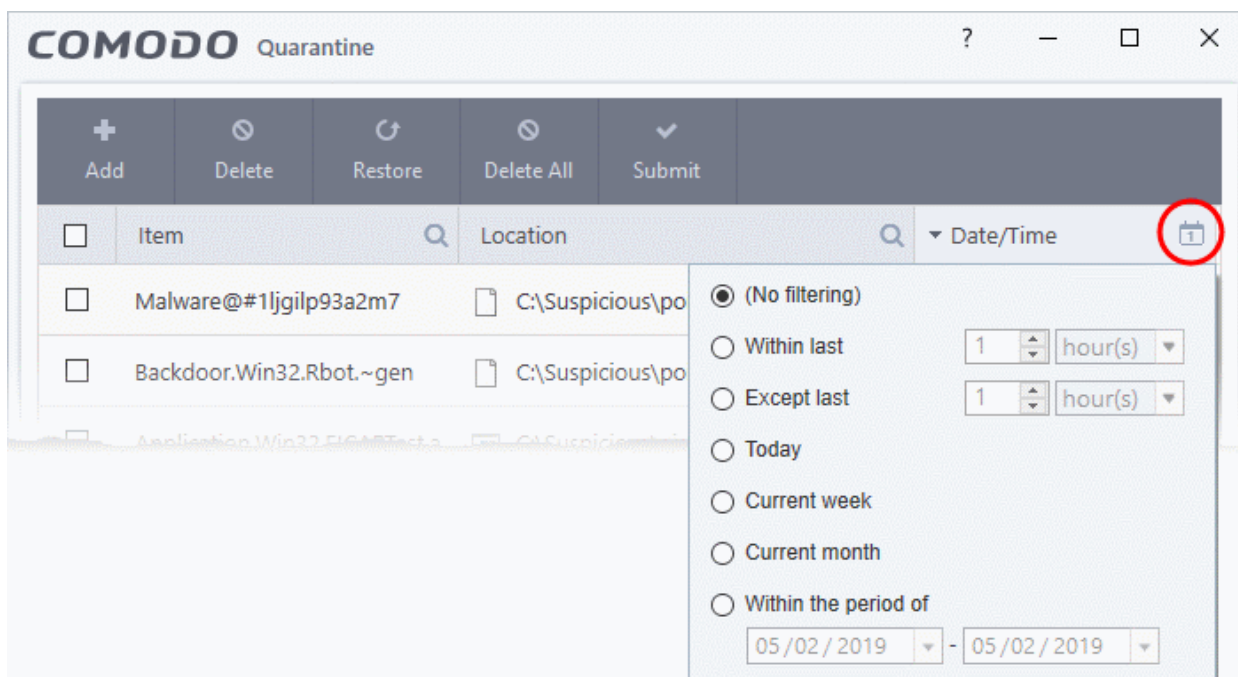 COMODO Quarantine ?
Add Delete Restore Delete All Submit
Item Location Date/Time 1
Malware@#1ljgilp93a2m7 C:\Suspicious\po
Backdoor.Win32.Rbot.~gen C:\Suspicious\po
(No filtering)
Within last 1 hour(s)
Except last 1 hour(s)
Today
Current week
Current month
Within the period of
05/02/2019 - 05/02/2019